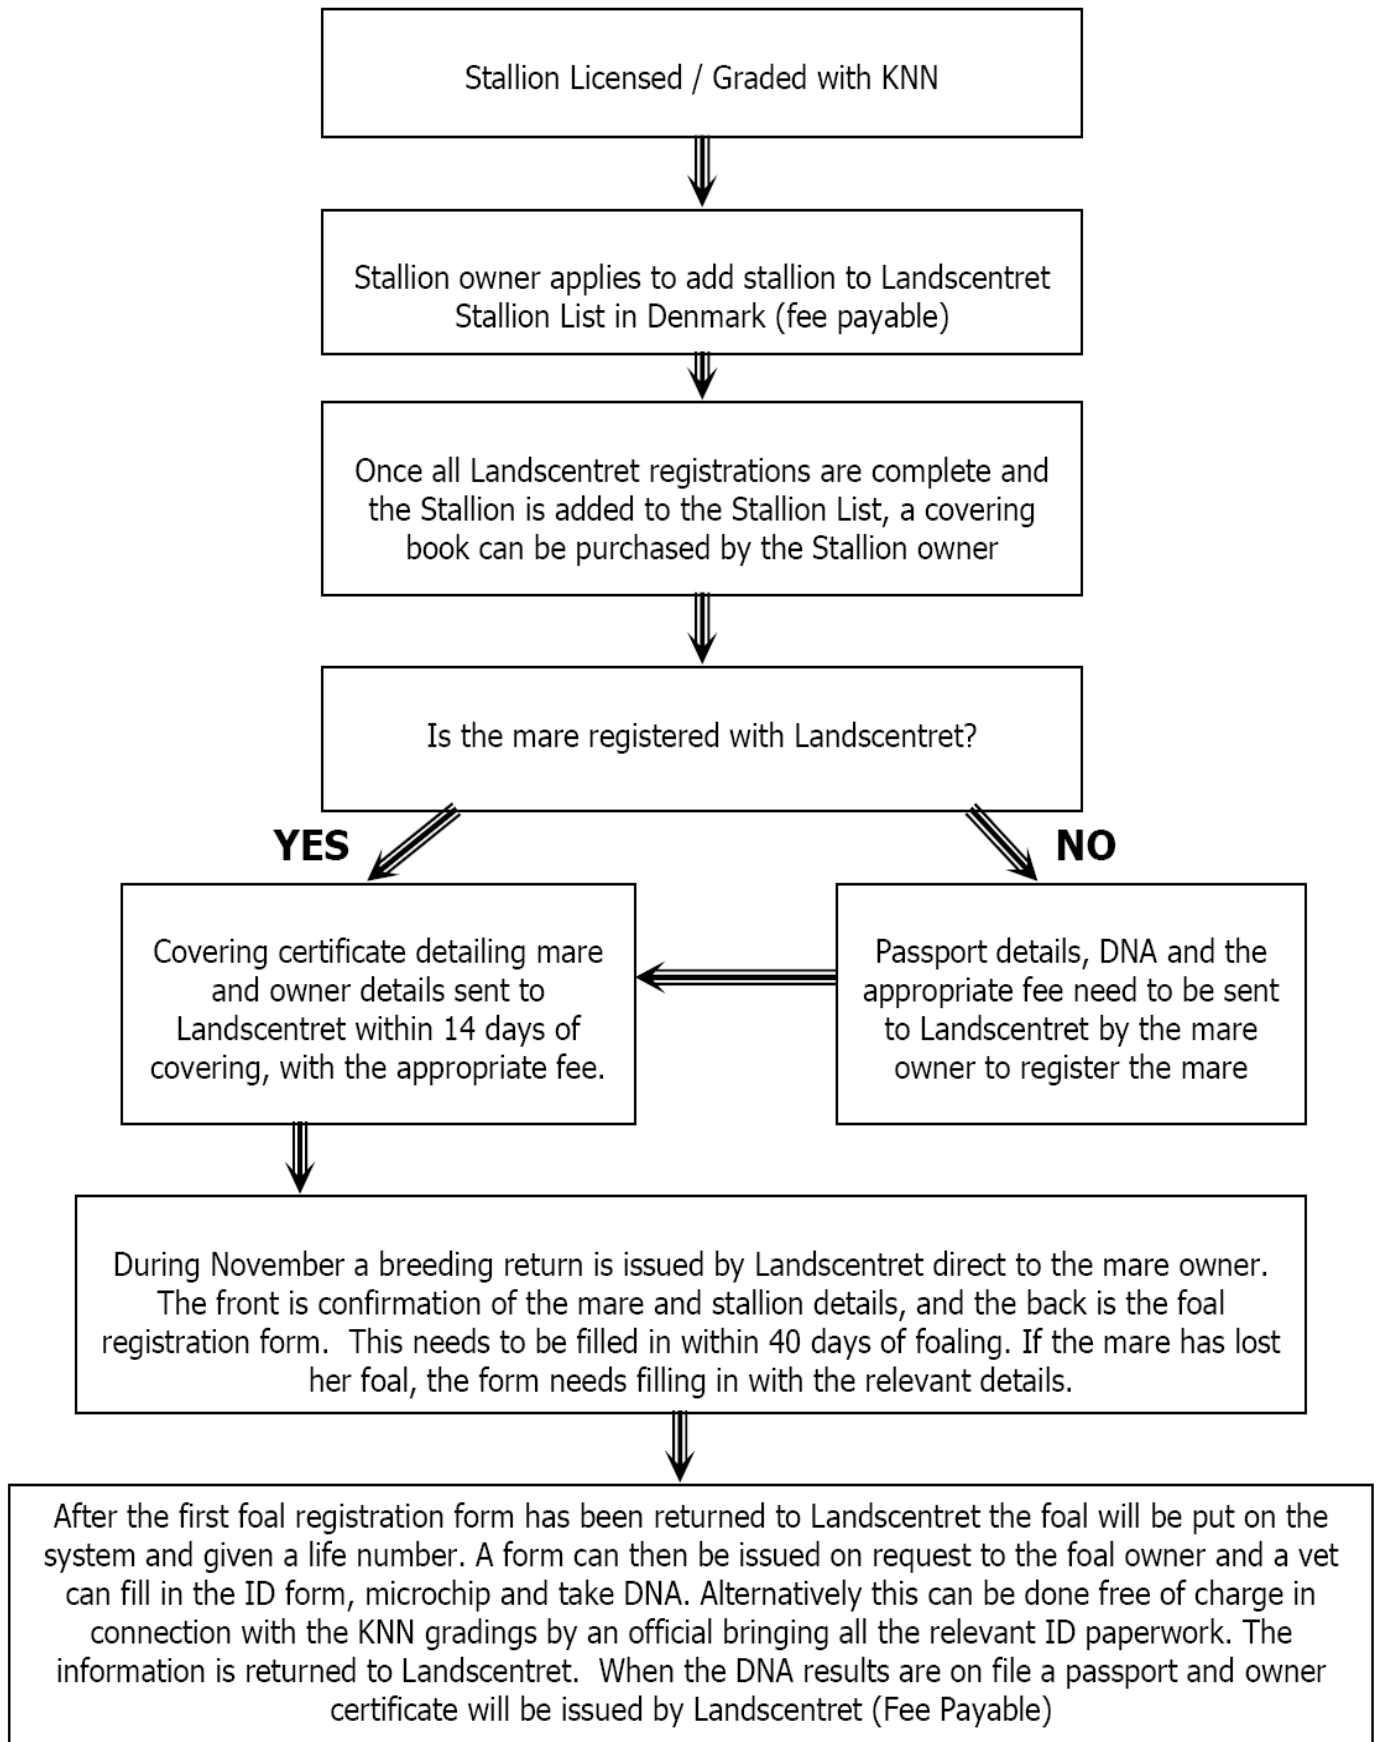 Stallion Licensed / Graded with KNN
Stallion owner applies to add stallion to Landscentret
Stallion List in Denmark (fee payable)
Once all Landscentret registrations are complete and
the Stallion is added to the Stallion List, a covering
book can be purchased by the Stallion owner
Is the mare registered with Landscentret?
YES
NO
Covering certificate detailing mare
and owner details sent to
Landscentret within 14 days of
covering, with the appropriate fee.
Passport details, DNA and the
appropriate fee need to be sent
to Landscentret by the mare
owner to register the mare
During November a breeding return is issued by Landscentret direct to the mare owner.
The front is confirmation of the mare and stallion details, and the back is the foal
registration form.  This needs to be filled in within 40 days of foaling. If the mare has lost
her foal, the form needs filling in with the relevant details.
After the first foal registration form has been returned to Landscentret the foal will be put on the
system and given a life number. A form can then be issued on request to the foal owner and a vet
can fill in the ID form, microchip and take DNA. Alternatively this can be done free of charge in
connection with the KNN gradings by an official bringing all the relevant ID paperwork. The
information is returned to Landscentret.  When the DNA results are on file a passport and owner
certificate will be issued by Landscentret (Fee Payable)